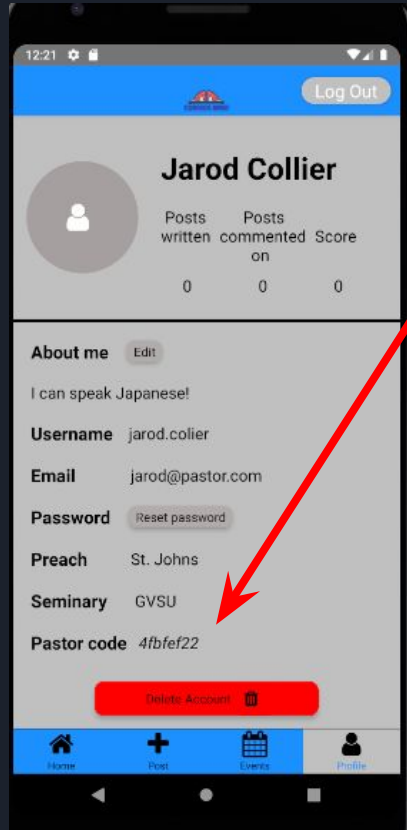 12:21
Log Out
Jarod Collier
Posts written
Posts commented on
Score
0
0
0
About me Edit
I can speak Japanese!
Username jarod.colier
Email jarod@pastor.com
Password Reset password
Preach St. Johns
Seminary GVSU
Pastor code 4fbfef22
Delete Account
Home Post Events Profile